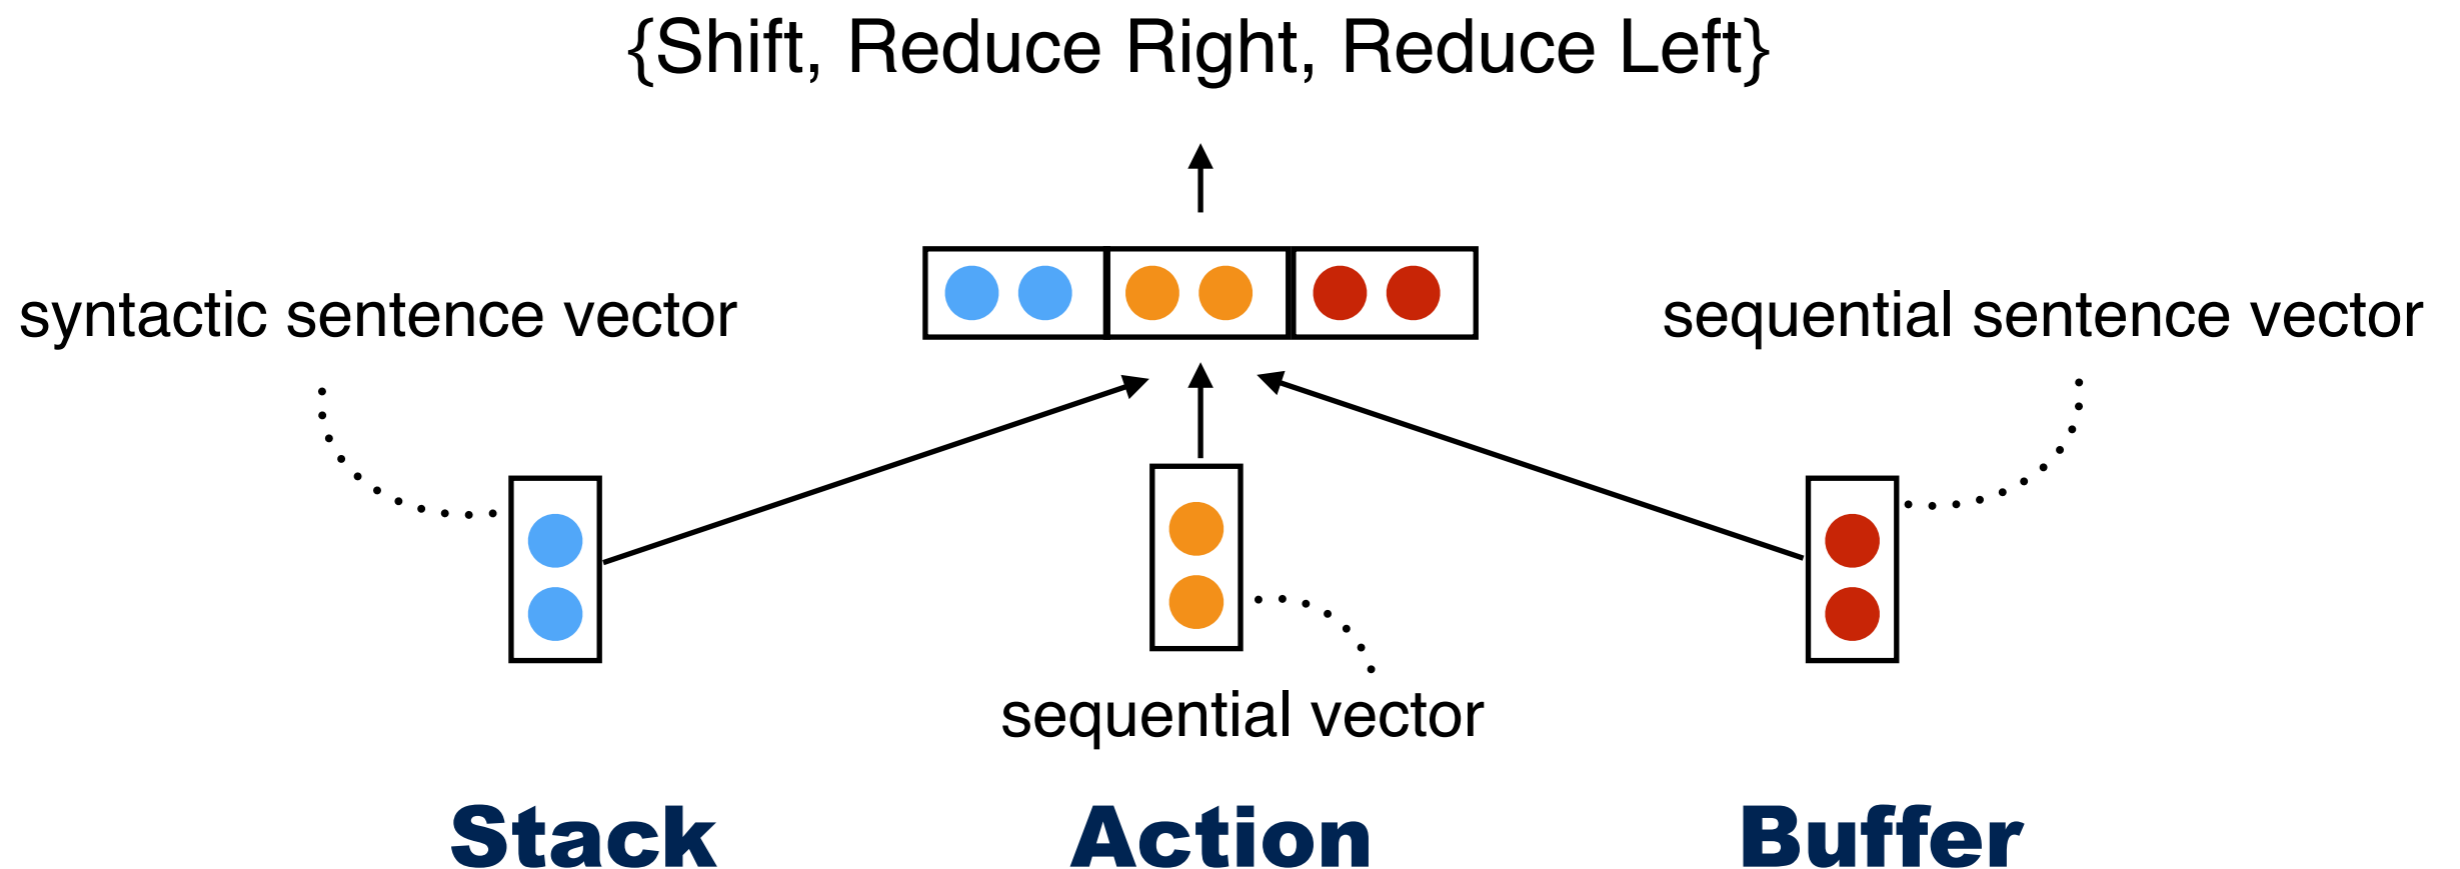 {Shift, Reduce Right, Reduce Left}
syntactic sentence vector
sequential sentence vector
sequential vector
Stack
Action
Buffer